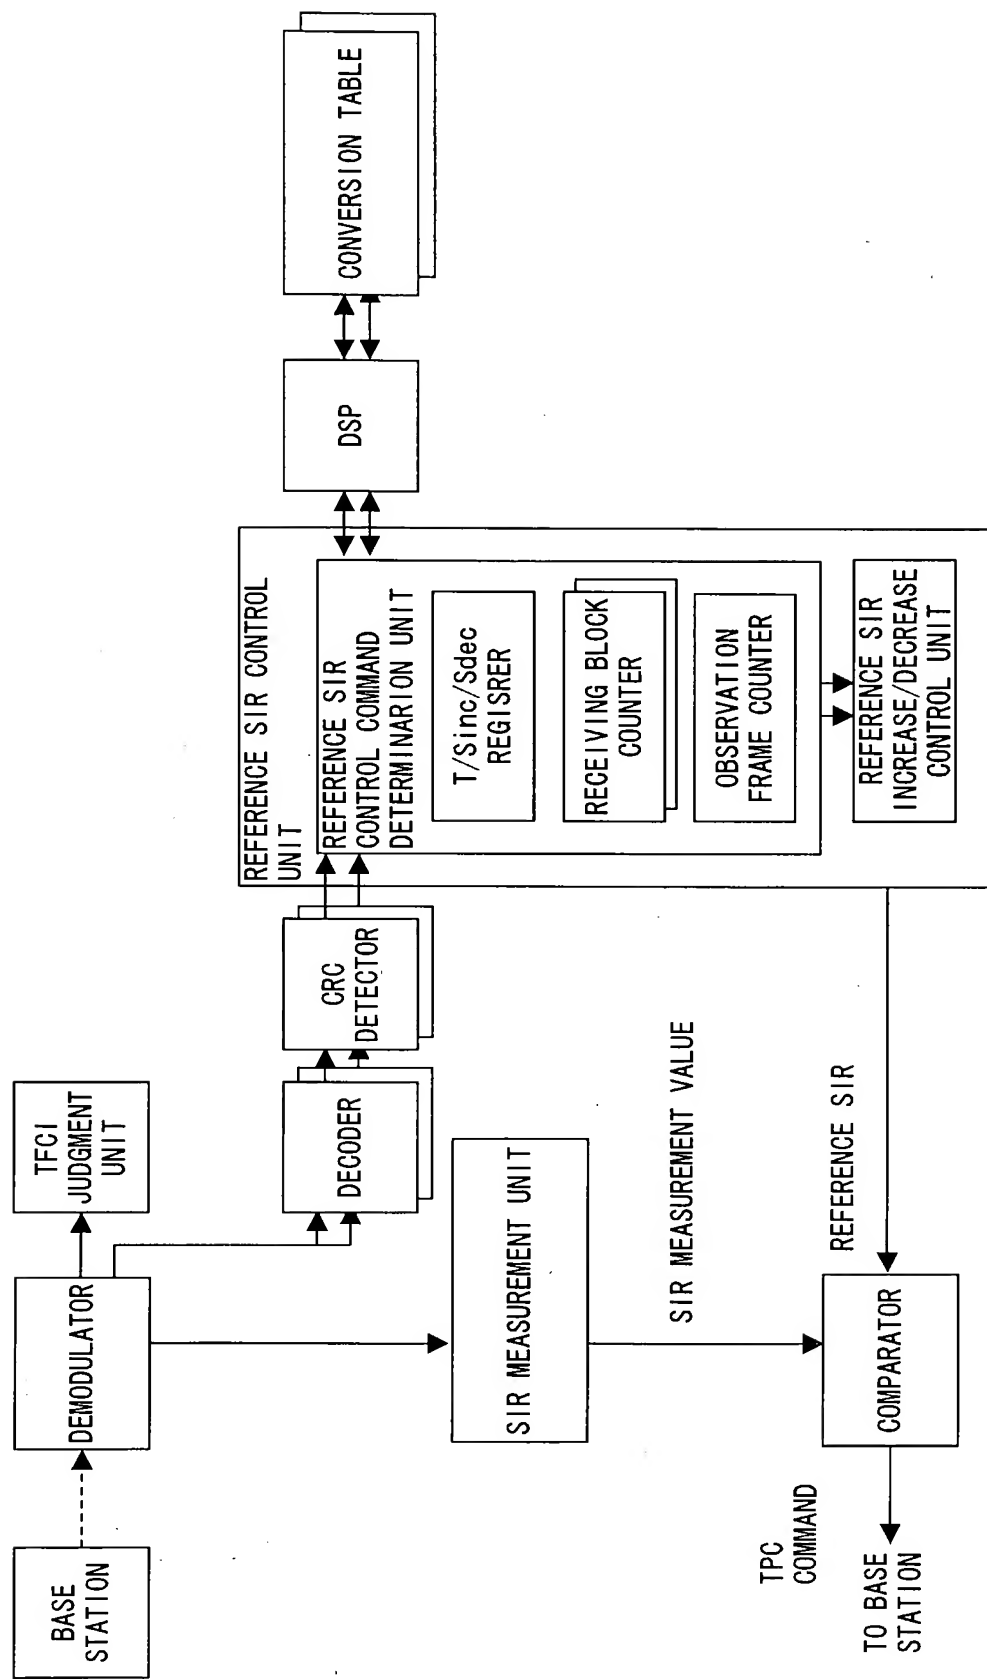 BASE
STATION
DEMODULATOR
TFCI
JUDGMENT
UNIT
DECODER
CRC
DETECTOR
REFERENCE SIR CONTROL
UNIT
REFERENCE SIR
CONTROL COMMAND
DETERMINARION UNIT
T/Sinc/Sdec
REGISRER
RECEIVING BLOCK
COUNTER
OBSERVATION
FRAME COUNTER
REFERENCE SIR
INCREASE/DECREASE
CONTROL UNIT
DSP
CONVERSION TABLE
SIR MEASUREMENT UNIT
SIR MEASUREMENT VALUE
REFERENCE SIR
COMPARATOR
TPC
COMMAND
TO BASE
STATION